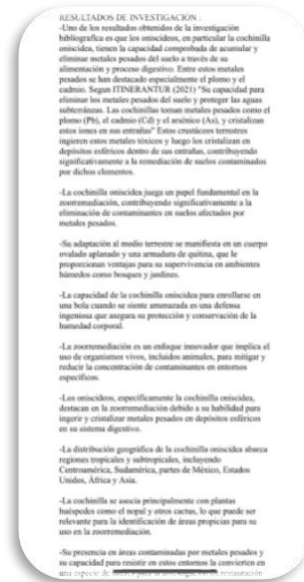 RESULTADOS DE INVESTIGACIÓN :
-Uno de los resultados obtenidos de la investigación
bibliografica es que los oniscídeos, en particular la cochinilla
oniscidea, tienen la capacidad comprobada de acumular y
eliminar metales pesados del suelo a través de su
alimentación y proceso digestivo. Entre estos metales
pesados se han destacado especialmente el plomo y el
cadmio. Segun ITINERANTUR (2021) "Su capacidad para
eliminar los metales pesados del suelo y proteger las aguas
subterráneas. Las cochinillas toman metales pesados como el
plomo (Pb), el cadmio (Cd) y el arsénico (As), y cristalizan
estos iones en sus entrañas" Estos crustáceos terrestres
ingieren estos metales tóxicos y luego los cristalizan en
depósitos esféricos dentro de sus entrañas, contribuyendo
significativamente a la remediación de suelos contaminados
por dichos elementos.
-La cochinilla oniscidea juega un papel fundamental en la
zooremediación, contribuyendo significativamente a la
eliminación de contaminantes en suelos afectados por
metales pesados.
-Su adaptación al medio terrestre se manifiesta en un cuerpo
ovalado aplanado y una armadura de quitina, que le
proporcionan ventajas para su supervivencia en ambientes
húmedos como bosques y jardines.
-La capacidad de la cochinilla oniscidea para enrollarse en
una bola cuando se siente amenazada es una defensa
ingeniosa que asegura su protección y conservación de la
humedad corporal.
-La zoorremediación es un enfoque innovador que implica el
uso de organismos vivos, incluidos animales, para mitigar y
reducir la concentración de contaminantes en entornos
específicos.
-Los oniscídeos, específicamente la cochinilla oniscidea,
destacan en la zoorremediación debido a su habilidad para
ingerir y cristalizar metales pesados en depósitos esféricos
en su sistema digestivo.
-La distribución geográfica de la cochinilla oniscidea abarca
regiones tropicales y subtropicales, incluyendo
Centroamérica, Sudamérica, partes de México, Estados
Unidos, África y Asia.
-La cochinilla se asocia principalmente con plantas
huéspedes como el nopal y otros cactus, lo que puede ser
relevante para la identificación de áreas propicias para su
uso en la zooremediación.
-Su presencia en áreas contaminadas por metales pesados y
su capacidad para resistir en estos entornos la convierten en
una especie de